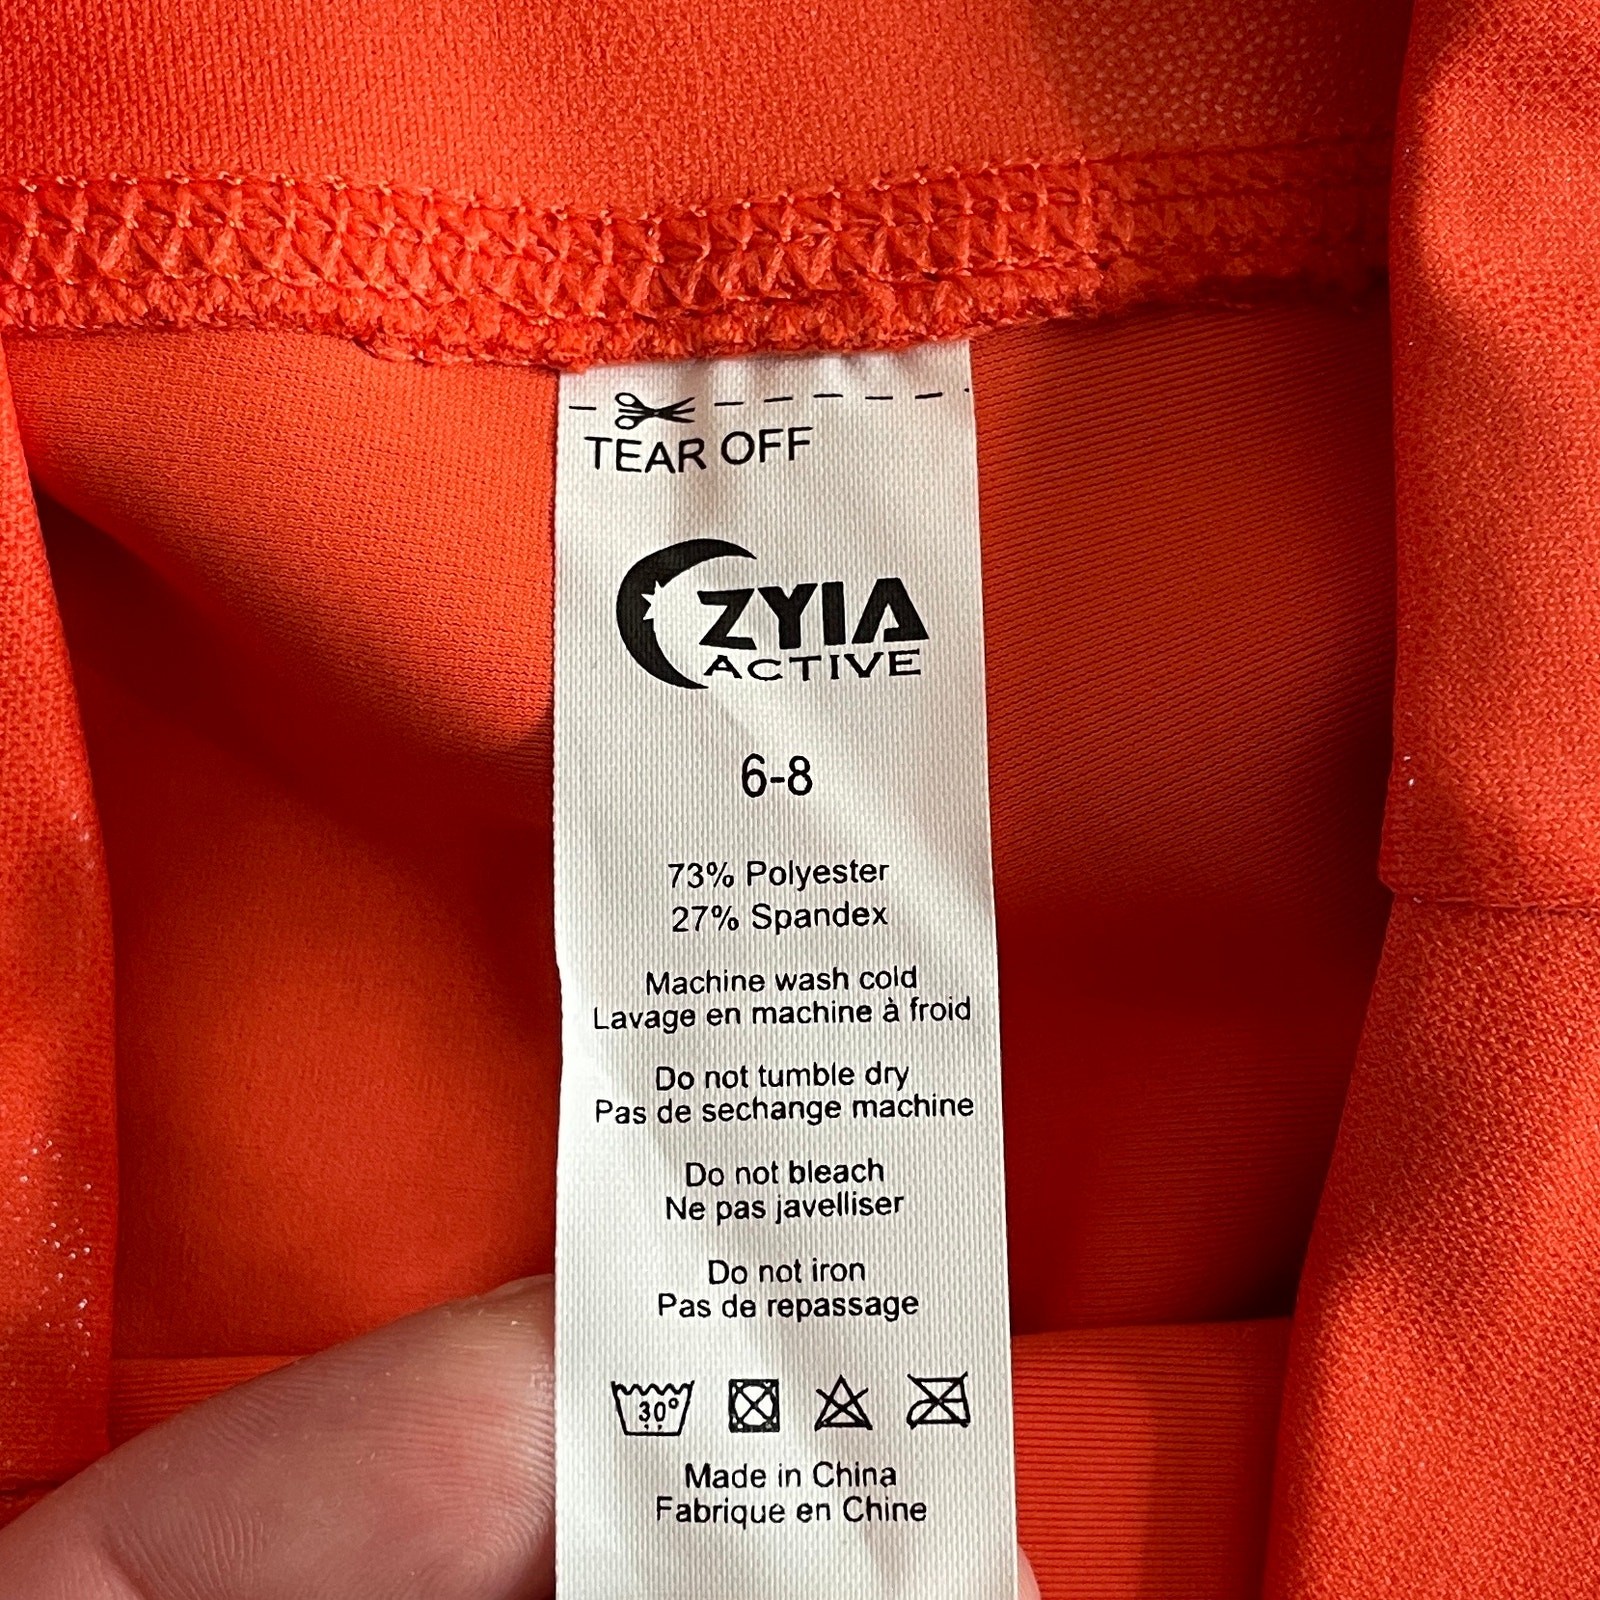 TEAR OFF
ZYIA
ACTIVE
6-8
73% Polyester
27% Spandex
Machine wash cold
Lavage en machine à froid
Do not tumble dry
Pas de sechange machine
Do not bleach
Ne pas javelliser
Do not iron
Pas de repassage
30°
Made in China
Fabrique en Chine